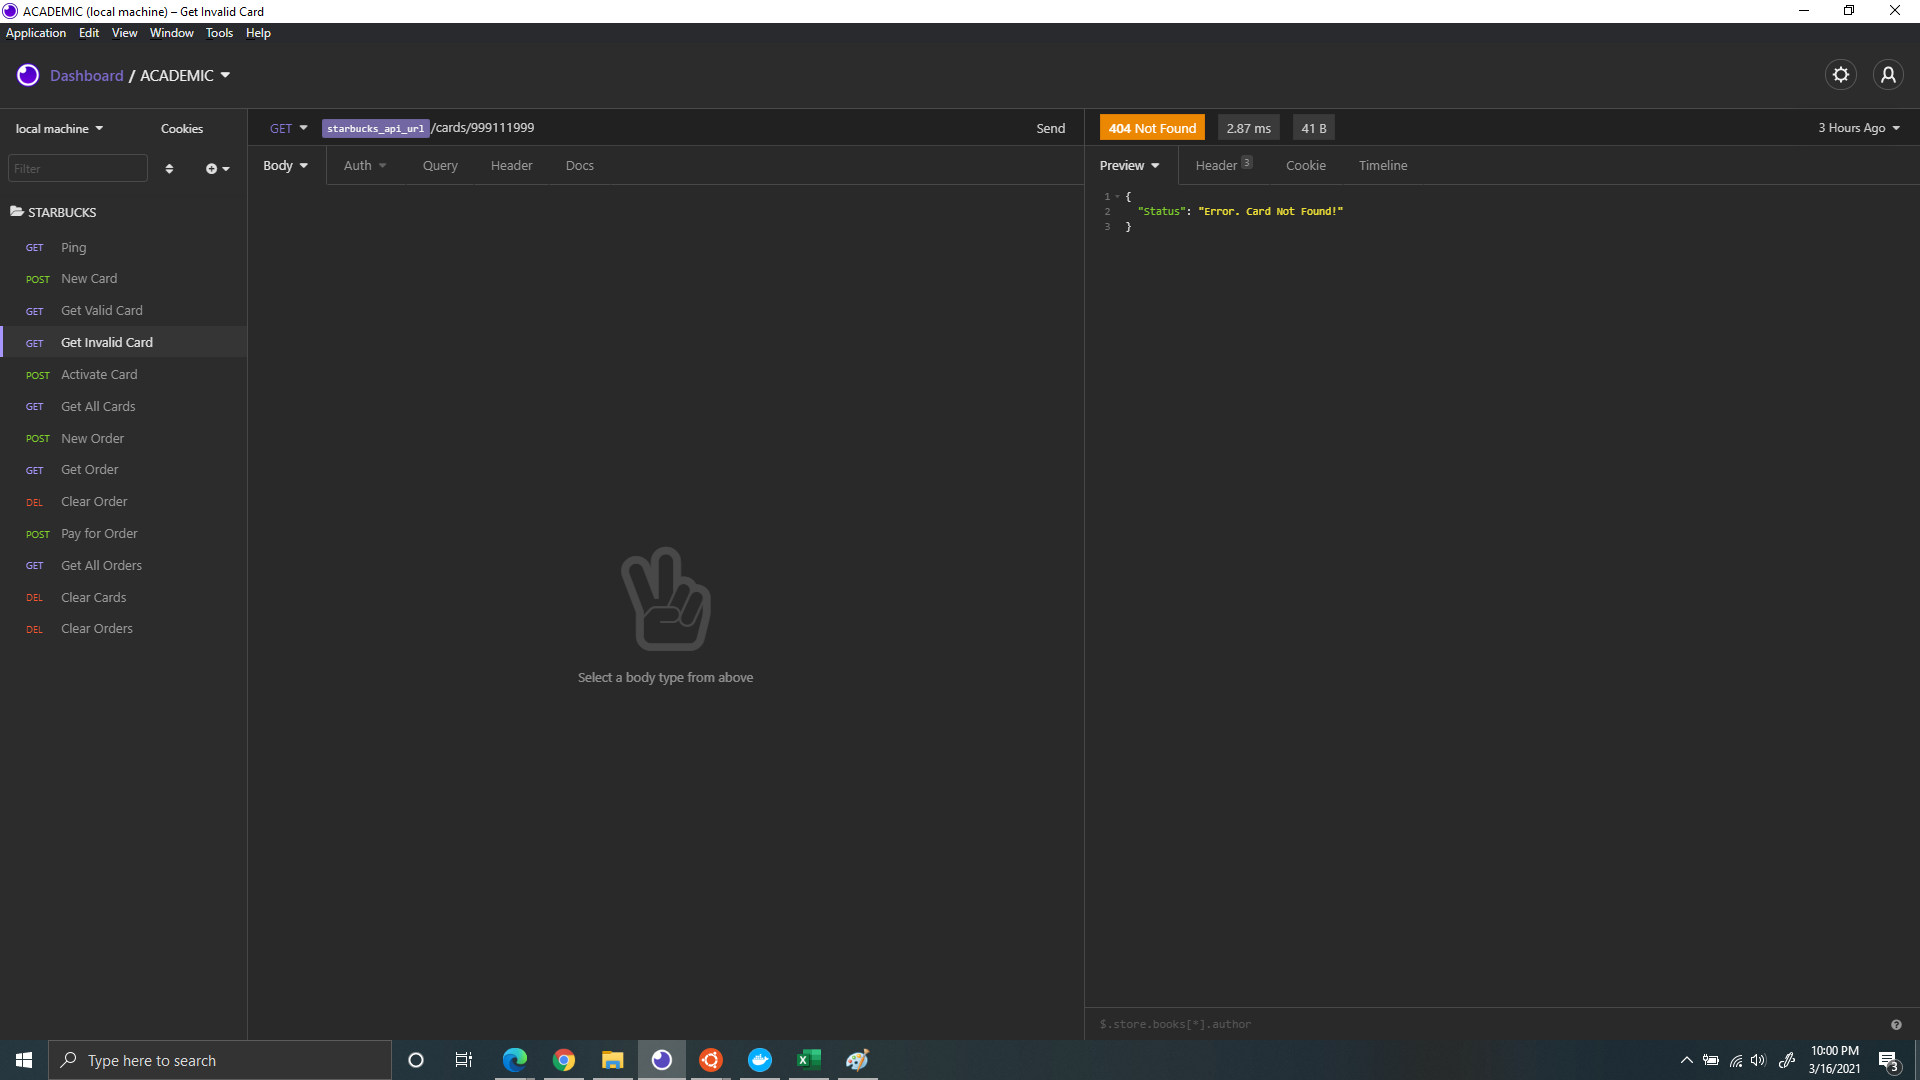 ACADEMIC (local machine) – Get Invalid Card
Application Edit View Window Tools Help
Dashboard / ACADEMIC
local machine Cookies
Filter
STARBUCKS
GET Ping
POST New Card
GET Get Valid Card
GET Get Invalid Card
POST Activate Card
GET Get All Cards
POST New Order
GET Get Order
DEL Clear Order
POST Pay for Order
GET Get All Orders
DEL Clear Cards
DEL Clear Orders
GET starbucks_api_url/cards/999111999 Send
Body Auth Query Header Docs
Select a body type from above
404 Not Found 2.87 ms 41 B 3 Hours Ago
Preview Header 3 Cookie Timeline
1 {
2 "Status": "Error. Card Not Found!"
3 }
$.store.books[*].author
Type here to search
10:00 PM
3/16/2021
3